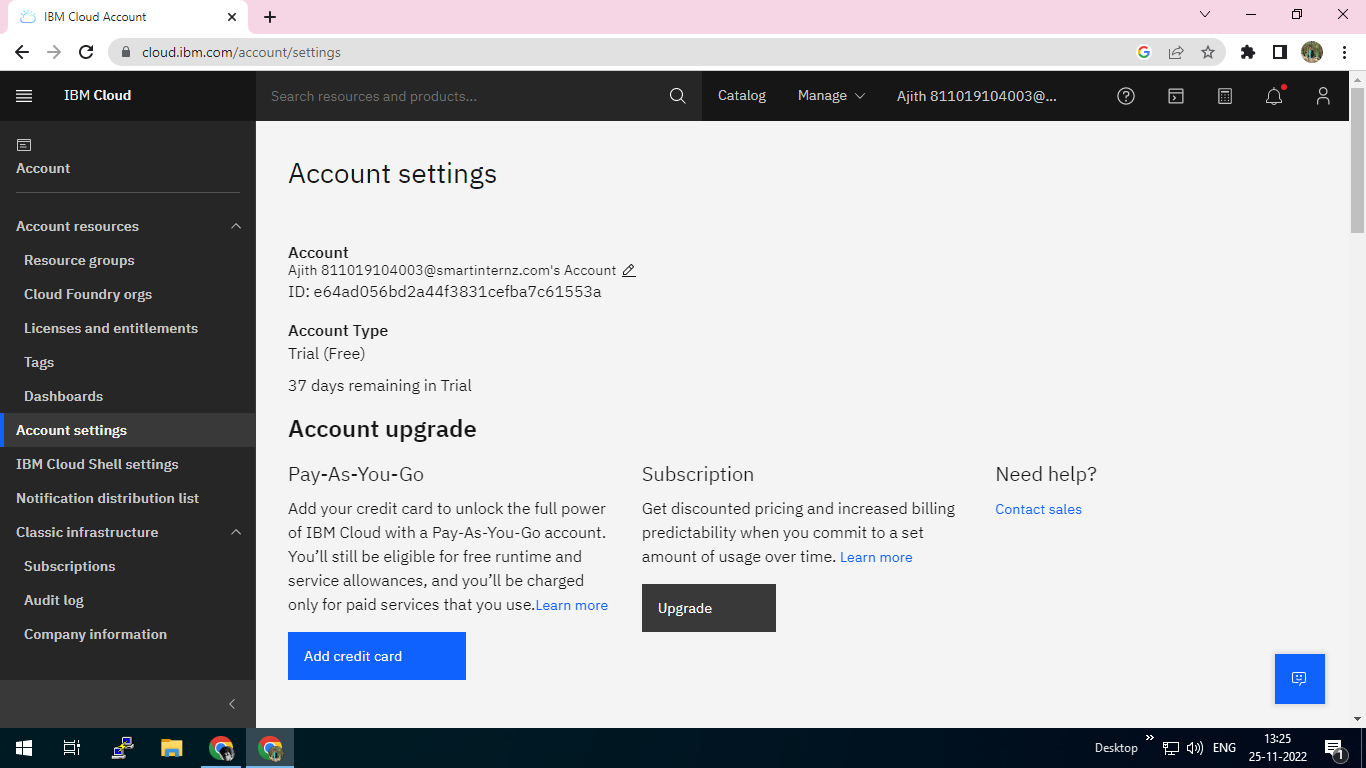 IBM Cloud Account
cloud.ibm.com/account/settings
IBM Cloud
Search resources and products...
Catalog
Manage
Ajith 811019104003@...
Account
Account resources
Resource groups
Cloud Foundry orgs
Licenses and entitlements
Tags
Dashboards
Account settings
IBM Cloud Shell settings
Notification distribution list
Classic infrastructure
Subscriptions
Audit log
Company information
Account settings
Account
Ajith 811019104003@smartinternz.com's Account
ID: e64ad056bd2a44f3831cefba7c61553a
Account Type
Trial (Free)
37 days remaining in Trial
Account upgrade
Pay-As-You-Go
Add your credit card to unlock the full power
of IBM Cloud with a Pay-As-You-Go account.
You’ll still be eligible for free runtime and
service allowances, and you’ll be charged
only for paid services that you use.Learn more
Add credit card
Subscription
Get discounted pricing and increased billing
predictability when you commit to a set
amount of usage over time. Learn more
Upgrade
Need help?
Contact sales
Desktop
ENG
13:25
25-11-2022
1